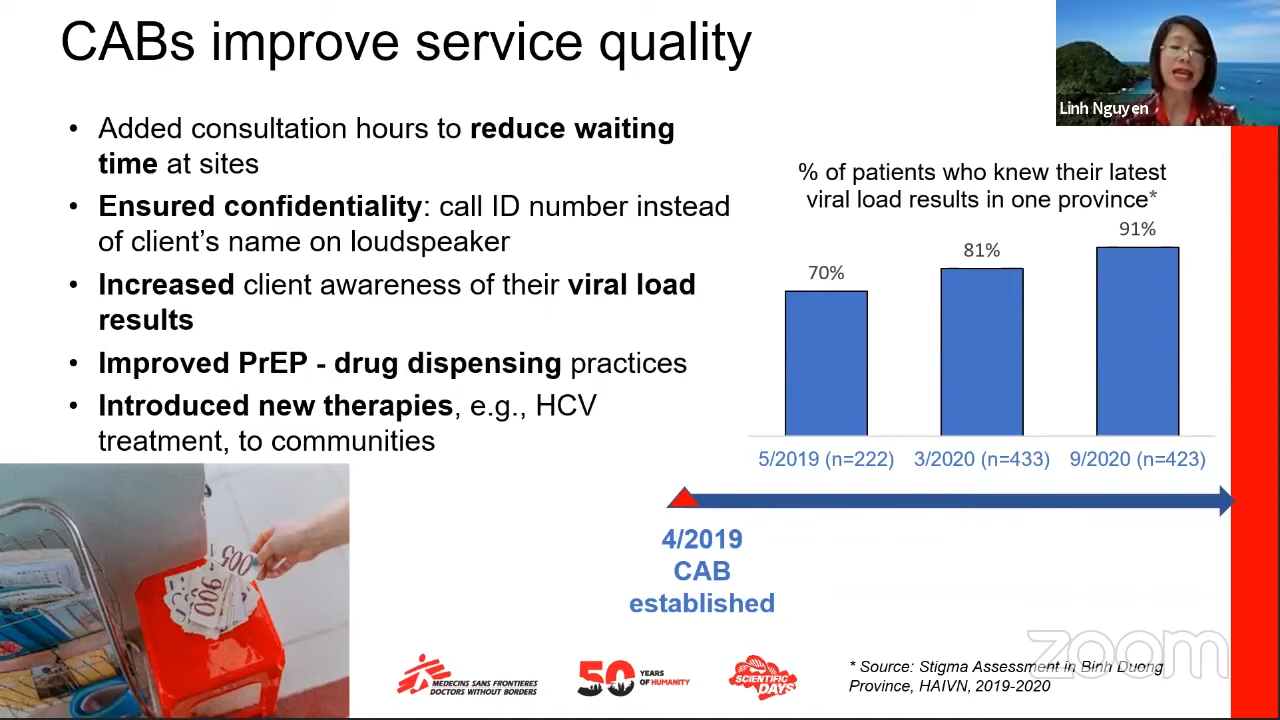 CABs improve service quality
Linh Nguyen
• Added consultation hours to reduce waiting
time at sites
• Ensured confidentiality: call ID number instead
of client’s name on loudspeaker
• Increased client awareness of their viral load
results
• Improved PrEP - drug dispensing practices
• Introduced new therapies, e.g., HCV
treatment, to communities
% of patients who knew their latest
viral load results in one province*
70%
81%
91%
5/2019 (n=222) 3/2020 (n=433) 9/2020 (n=423)
4/2019
CAB
established
MEDECINS SANS FRONTIERES
DOCTORS WITHOUT BORDERS
50 YEARS
OF HUMANITY
SCIENTIFIC
DAYS
zoom
* Source: Stigma Assessment in Binh Duong
Province, HAIVN, 2019-2020